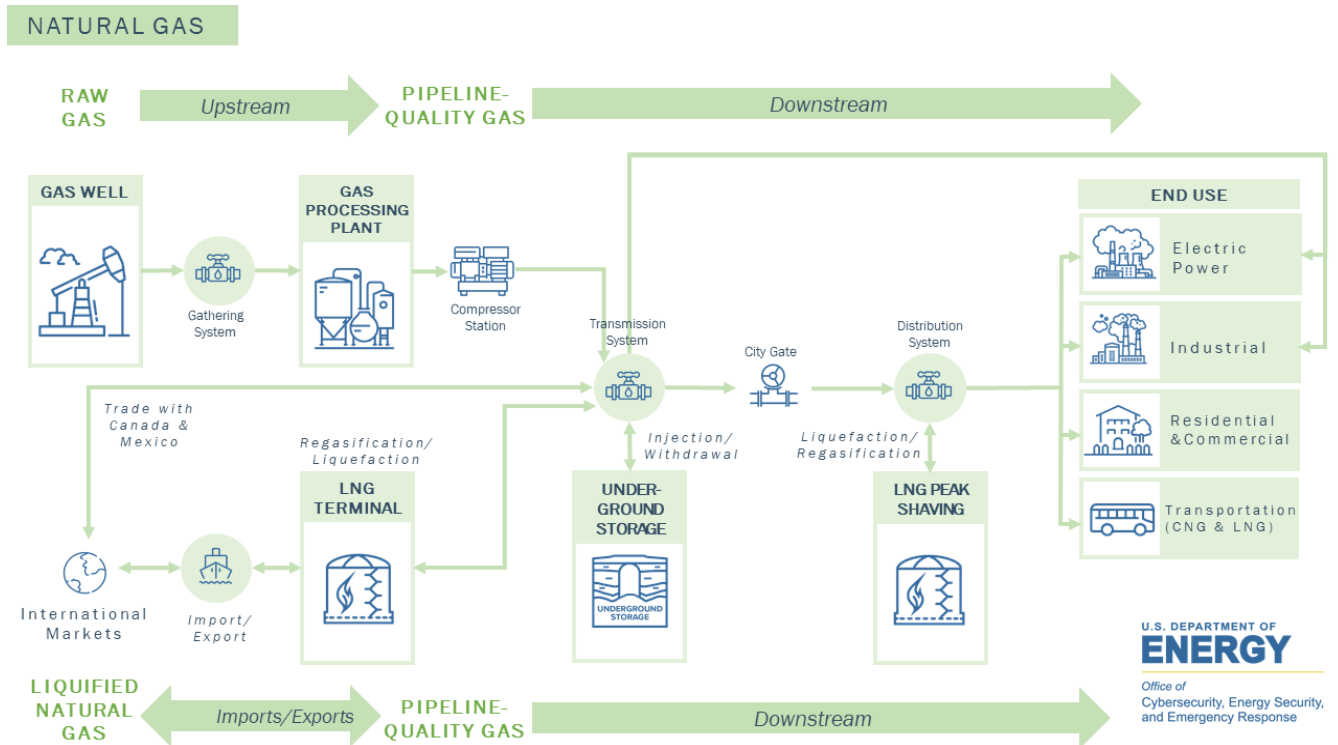 NATURAL GAS
RAW
GAS
Upstream
PIPELINE-
QUALITY GAS
Downstream
GAS WELL
Gathering
System
GAS
PROCESSING
PLANT
Compressor
Station
Transmission
System
City Gate
Distribution
System
END USE
Electric
Power
Industrial
Residential
&Commercial
Transportation
(CNG & LNG)
Trade with
Canada &
Mexico
Regasification/
Liquefaction
Injection/
Withdrawal
Liquefaction/
Regasification
LNG
TERMINAL
UNDER-
GROUND
STORAGE
UNDERGROUND
STORAGE
LNG PEAK
SHAVING
International
Markets
Import/
Export
U.S. DEPARTMENT OF
ENERGY
Office of
Cybersecurity, Energy Security,
and Emergency Response
LIQUIFIED
NATURAL
GAS
Imports/Exports
PIPELINE-
QUALITY GAS
Downstream